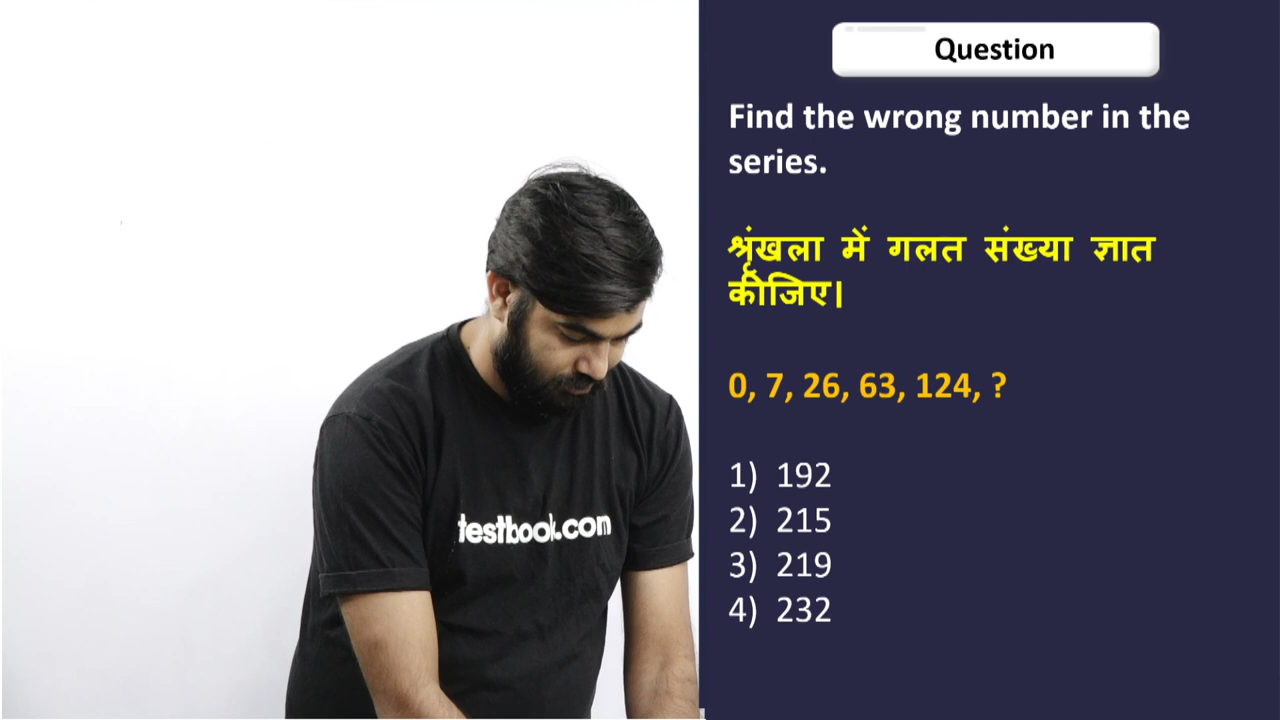 Question
Find the wrong number in the
series.
श्रृंखला में गलत संख्या ज्ञात
कीजिए।
0, 7, 26, 63, 124, ?
1) 192
2) 215
3) 219
4) 232
testbook.com